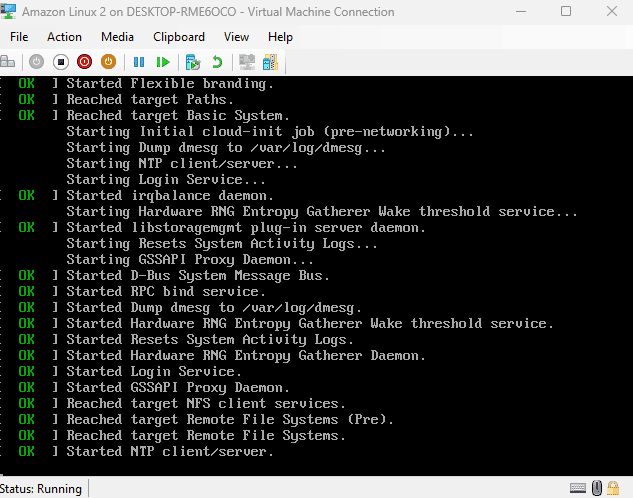 Amazon Linux 2 on DESKTOP-RME6OCO - Virtual Machine Connection
File Action Media Clipboard View Help
[ OK ] Started Flexible branding.
[ OK ] Reached target Paths.
[ OK ] Reached target Basic System.
Starting Initial cloud-init job (pre-networking)...
Starting Dump dmesg to /var/log/dmesg...
Starting NTP client/server...
Starting Login Service...
[ OK ] Started irqbalance daemon.
Starting Hardware RNG Entropy Gatherer Wake threshold service...
[ OK ] Started libstoragemgmt plug-in server daemon.
Starting Resets System Activity Logs...
Starting GSSAPI Proxy Daemon...
[ OK ] Started D-Bus System Message Bus.
[ OK ] Started RPC bind service.
[ OK ] Started Dump dmesg to /var/log/dmesg.
[ OK ] Started Hardware RNG Entropy Gatherer Wake threshold service.
[ OK ] Started Resets System Activity Logs.
[ OK ] Started Hardware RNG Entropy Gatherer Daemon.
[ OK ] Started Login Service.
[ OK ] Started GSSAPI Proxy Daemon.
[ OK ] Reached target NFS client services.
[ OK ] Reached target Remote File Systems (Pre).
[ OK ] Reached target Remote File Systems.
[ OK ] Started NTP client/server.
Status: Running